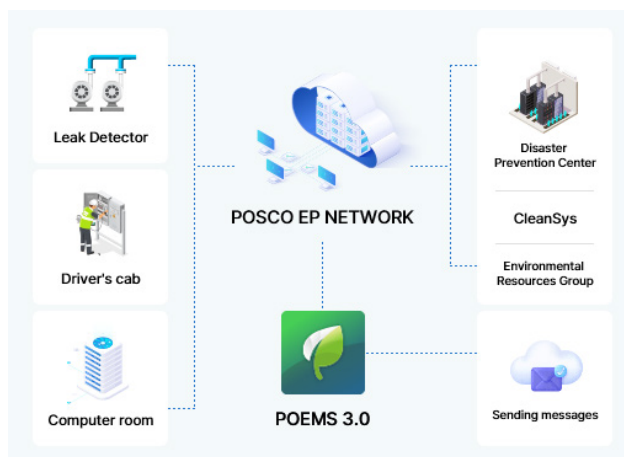 Leak Detector
Driver's cab
Computer room
POSCO EP NETWORK
POEMS 3.0
Disaster
Prevention Center
CleanSys
Environmental
Resources Group
Sending messages